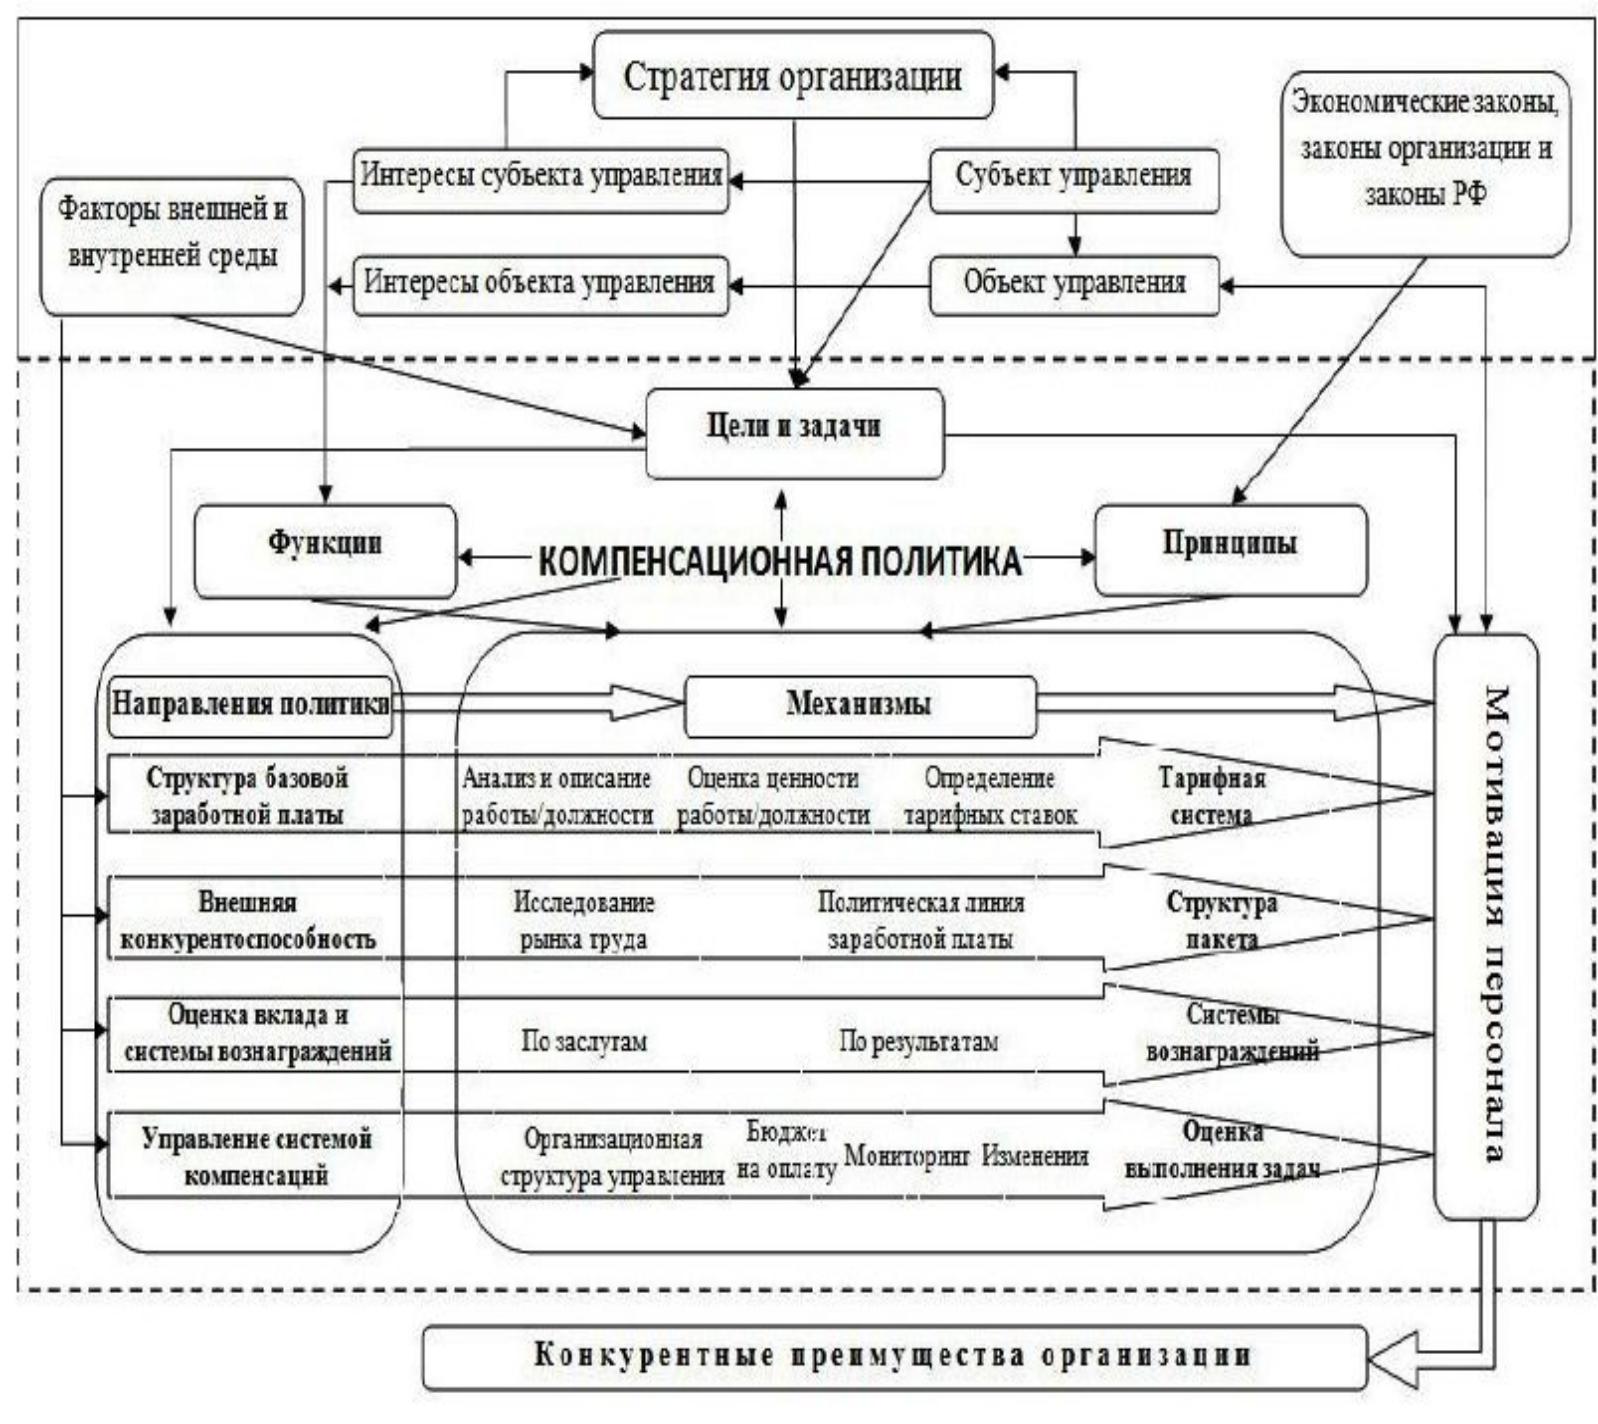 Стратегия организации
Экономические законы,
законы организации и
законы РФ
Интересы субъекта управления
Субъект управления
Факторы внешней и
внутренней среды
Интересы объекта управления
Объект управления
Цели и задачи
Функции
КОМПЕНСАЦИОННАЯ ПОЛИТИКА
Принципы
Направления политики
Механизмы
Мотивация персонала
Структура базовой
заработной платы
Анализ и описание
работы/должности
Оценка ценности
работы/должности
Определение
тарифных ставок
Тарифная
система
Внешняя
конкурентоспособность
Исследование
рынка труда
Политическая линия
заработной платы
Структура
пакета
Оценка вклада и
системы вознаграждений
По заслугам
По результатам
Системы
вознаграждений
Управление системой
компенсаций
Организационная
структура управления
Бюджет
на оплату
Мониторинг
Изменения
Оценка
выполнения задач
Конкурентные преимущества организации